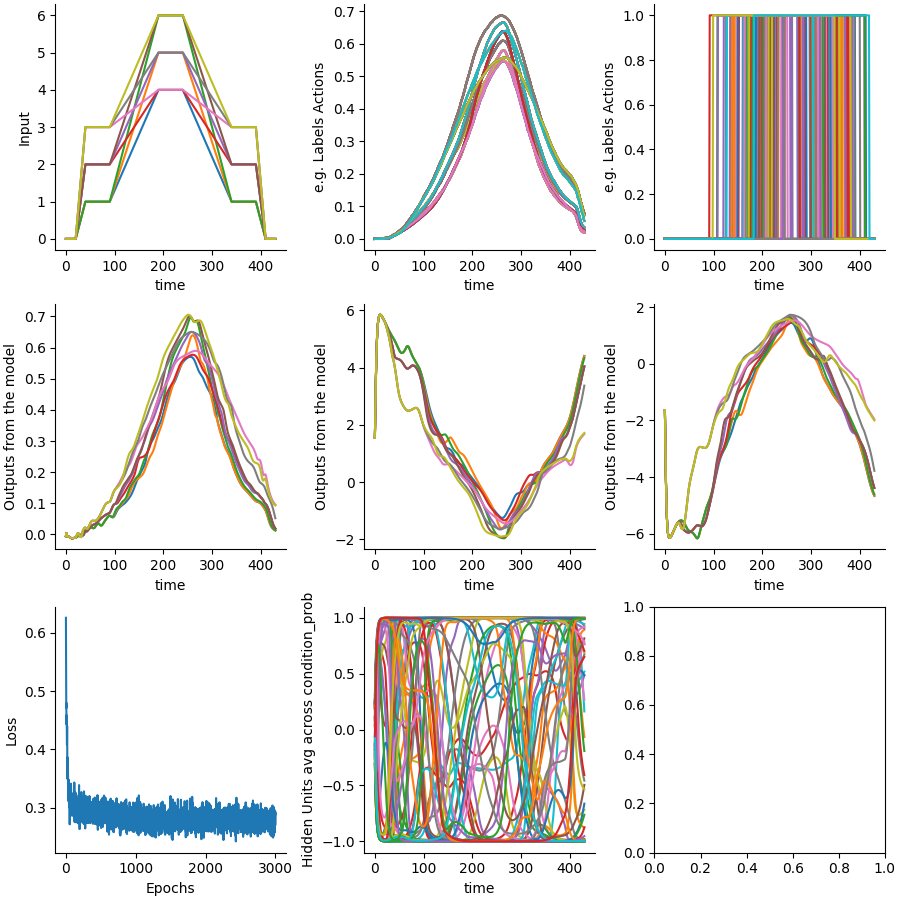 6
5
4
3
2
1
0
Input
0 100 200 300 400
time
0.7
0.6
0.5
0.4
0.3
0.2
0.1
0.0
e.g. Labels Actions
0 100 200 300 400
time
1.0
0.8
0.6
0.4
0.2
0.0
e.g. Labels Actions
0 100 200 300 400
time
0.7
0.6
0.5
0.4
0.3
0.2
0.1
0.0
Outputs from the model
0 100 200 300 400
time
6
4
2
0
−2
Outputs from the model
0 100 200 300 400
time
2
0
−2
−4
−6
Outputs from the model
0 100 200 300 400
time
0.6
0.5
0.4
0.3
Loss
0 1000 2000 3000
Epochs
1.0
0.5
0.0
−0.5
−1.0
Hidden Units avg across condition_prob
0 100 200 300 400
time
1.0
0.8
0.6
0.4
0.2
0.0
0.0 0.2 0.4 0.6 0.8 1.0